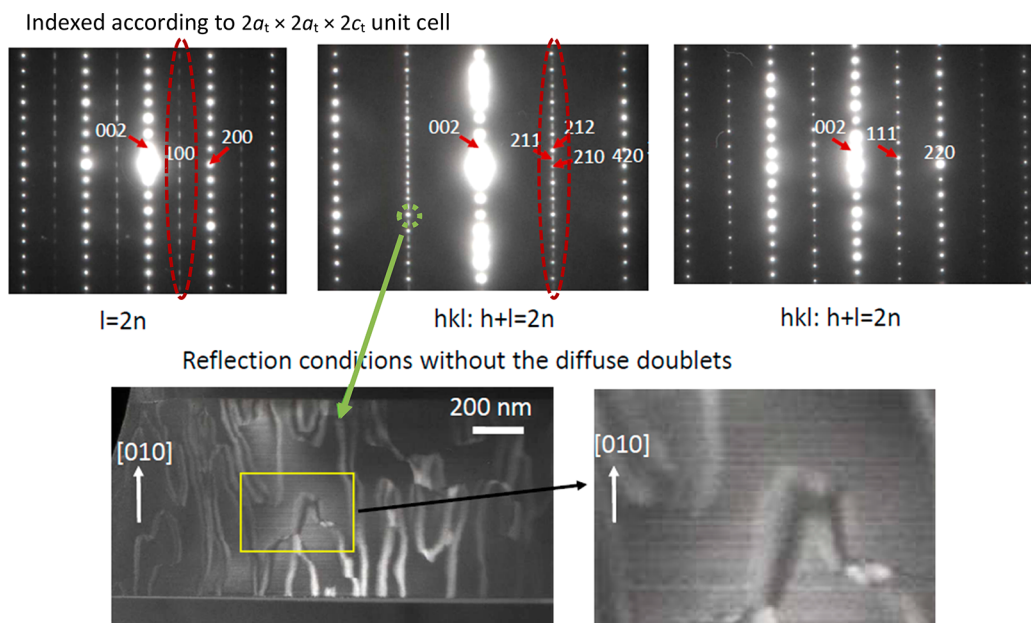 Indexed according to 2aₜ × 2aₜ × 2cₜ unit cell
002
100
200
002
211
212
210
420
002
111
220
l=2n
hkl: h+l=2n
hkl: h+l=2n
Reflection conditions without the diffuse doublets
200 nm
[010]
[010]